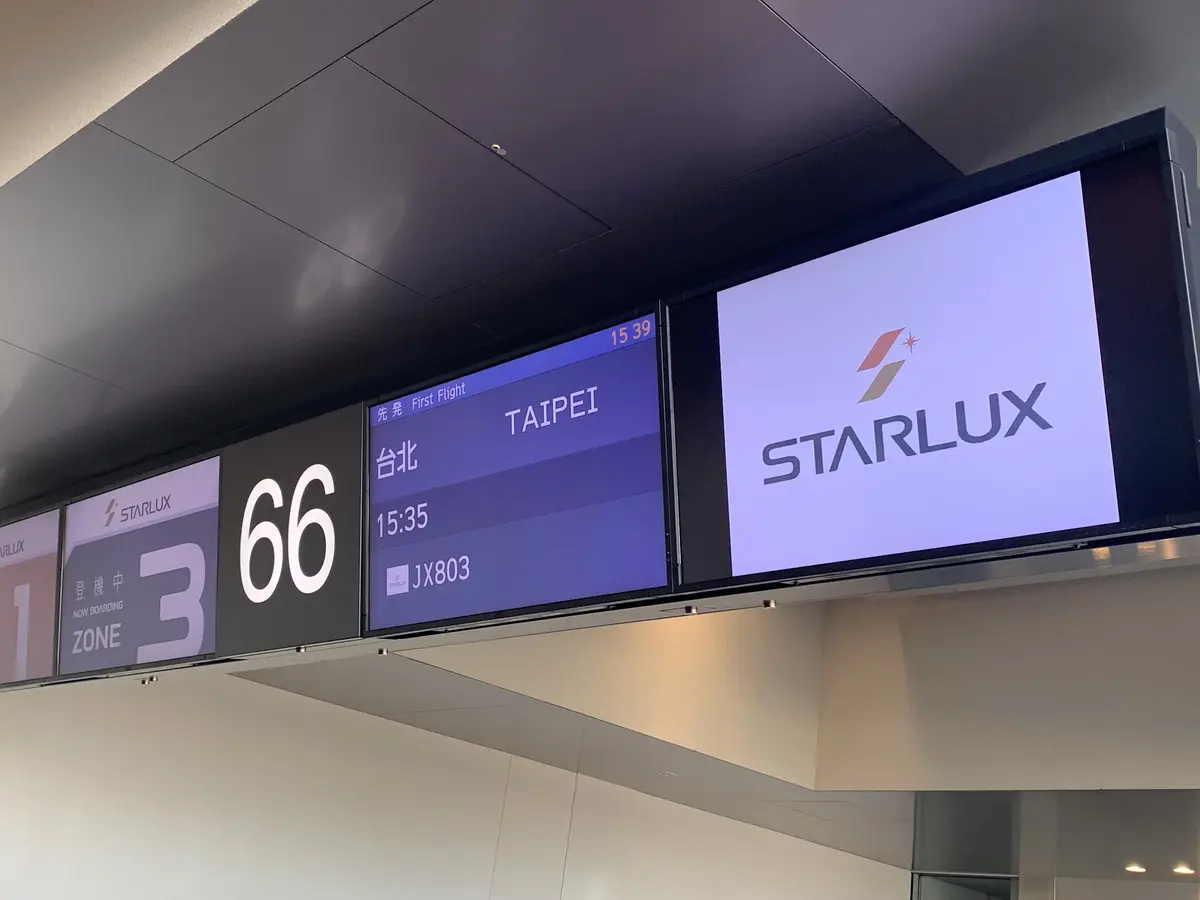 ARLUX
1
STARLUX
登機中
NOW BOARDING
ZONE
3
66
先発 First Flight
15 39
台北
TAIPEI
15:35
STARLUX
JX803
STARLUX